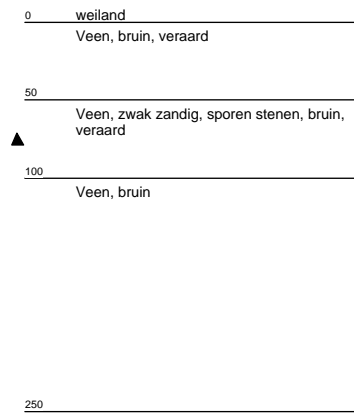 0 weiland
Veen, bruin, veraard
50
Veen, zwak zandig, sporen stenen, bruin,
veraard
100
Veen, bruin
250